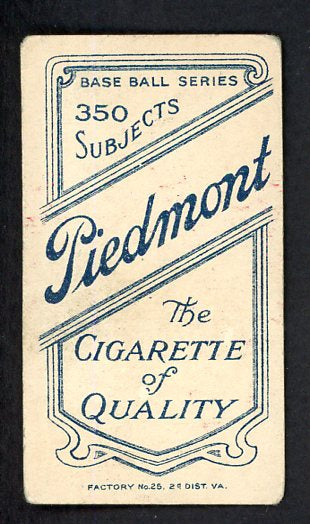 BASE BALL SERIES
350
SUBJECTS
Piedmont
The
CIGARETTE
of
QUALITY
FACTORY No. 25, 2D DIST. VA.